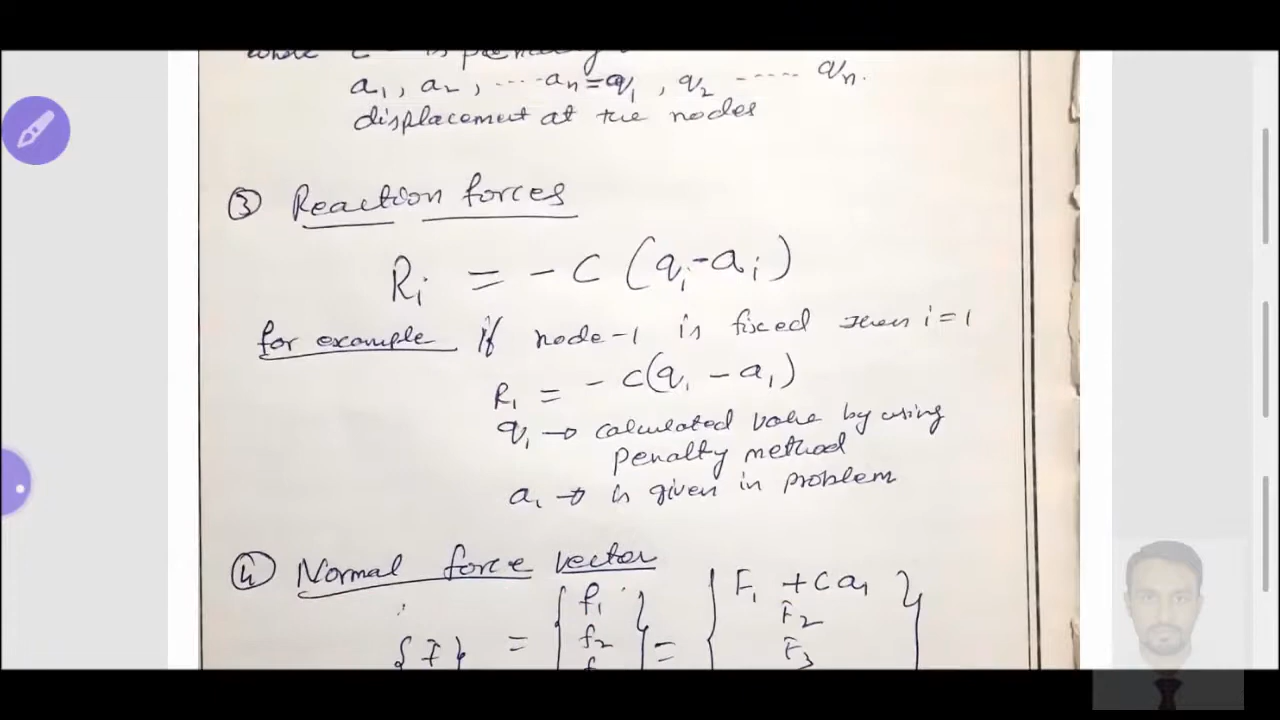 a1, a2, ---- an = q1, q2 ----- qn.
displacement at the nodes
③ Reaction forces
Ri = - C (qi - ai)
for example If node-1 is fixed then i = 1
R1 = - C(q1 - a1)
q1 → calculated value by using
Penalty method
a1 → is given in problem
④ Normal force vector
{F} = { f1 } = { F1 + Ca1 }
f2 F2
F3